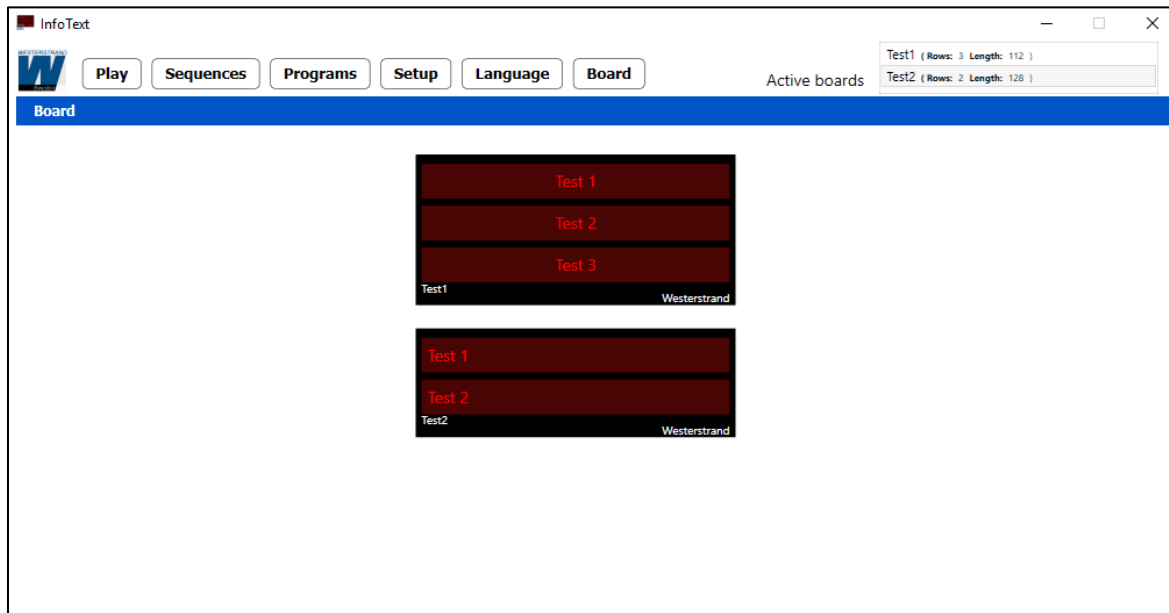 InfoText
WESTERSTRAND
Play Sequences Programs Setup Language Board
Active boards
Test1 ( Rows: 3 Length: 112 )
Test2 ( Rows: 2 Length: 128 )
Board
Test 1
Test 2
Test 3
Test1
Westerstrand
Test 1
Test 2
Test2
Westerstrand